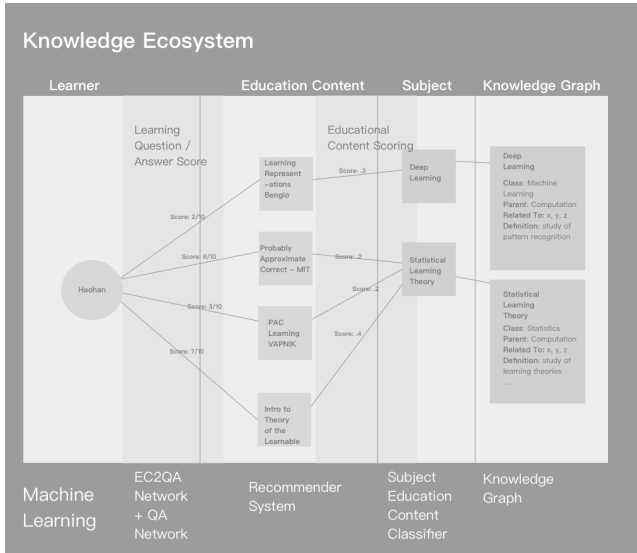 Knowledge Ecosystem
Learner
Education Content
Subject
Knowledge Graph
Learning
Question /
Answer Score
Educational
Content Scoring
Haohan
Score: 2/10
Score: 8/10
Score: 3/10
Score: 7/10
Learning
Represent
-ations
Bengio
Probably
Approximate
Correct - MIT
PAC
Learning
VAPNIK
Intro to
Theory
of the
Learnable
Score: .3
Score: .2
Score: .2
Score: .4
Deep
Learning
Statistical
Learning
Theory
Deep
Learning
Class: Machine
Learning
Parent: Computation
Related To: x, y, z
Definition: study of
pattern recognition
Statistical
Learning
Theory
Class: Statistics
Parent: Computation
Related To: x, y, z
Definition: study of
learning theories
...
Machine
Learning
EC2QA
Network
+ QA
Network
Recommender
System
Subject
Education
Content
Classifier
Knowledge
Graph